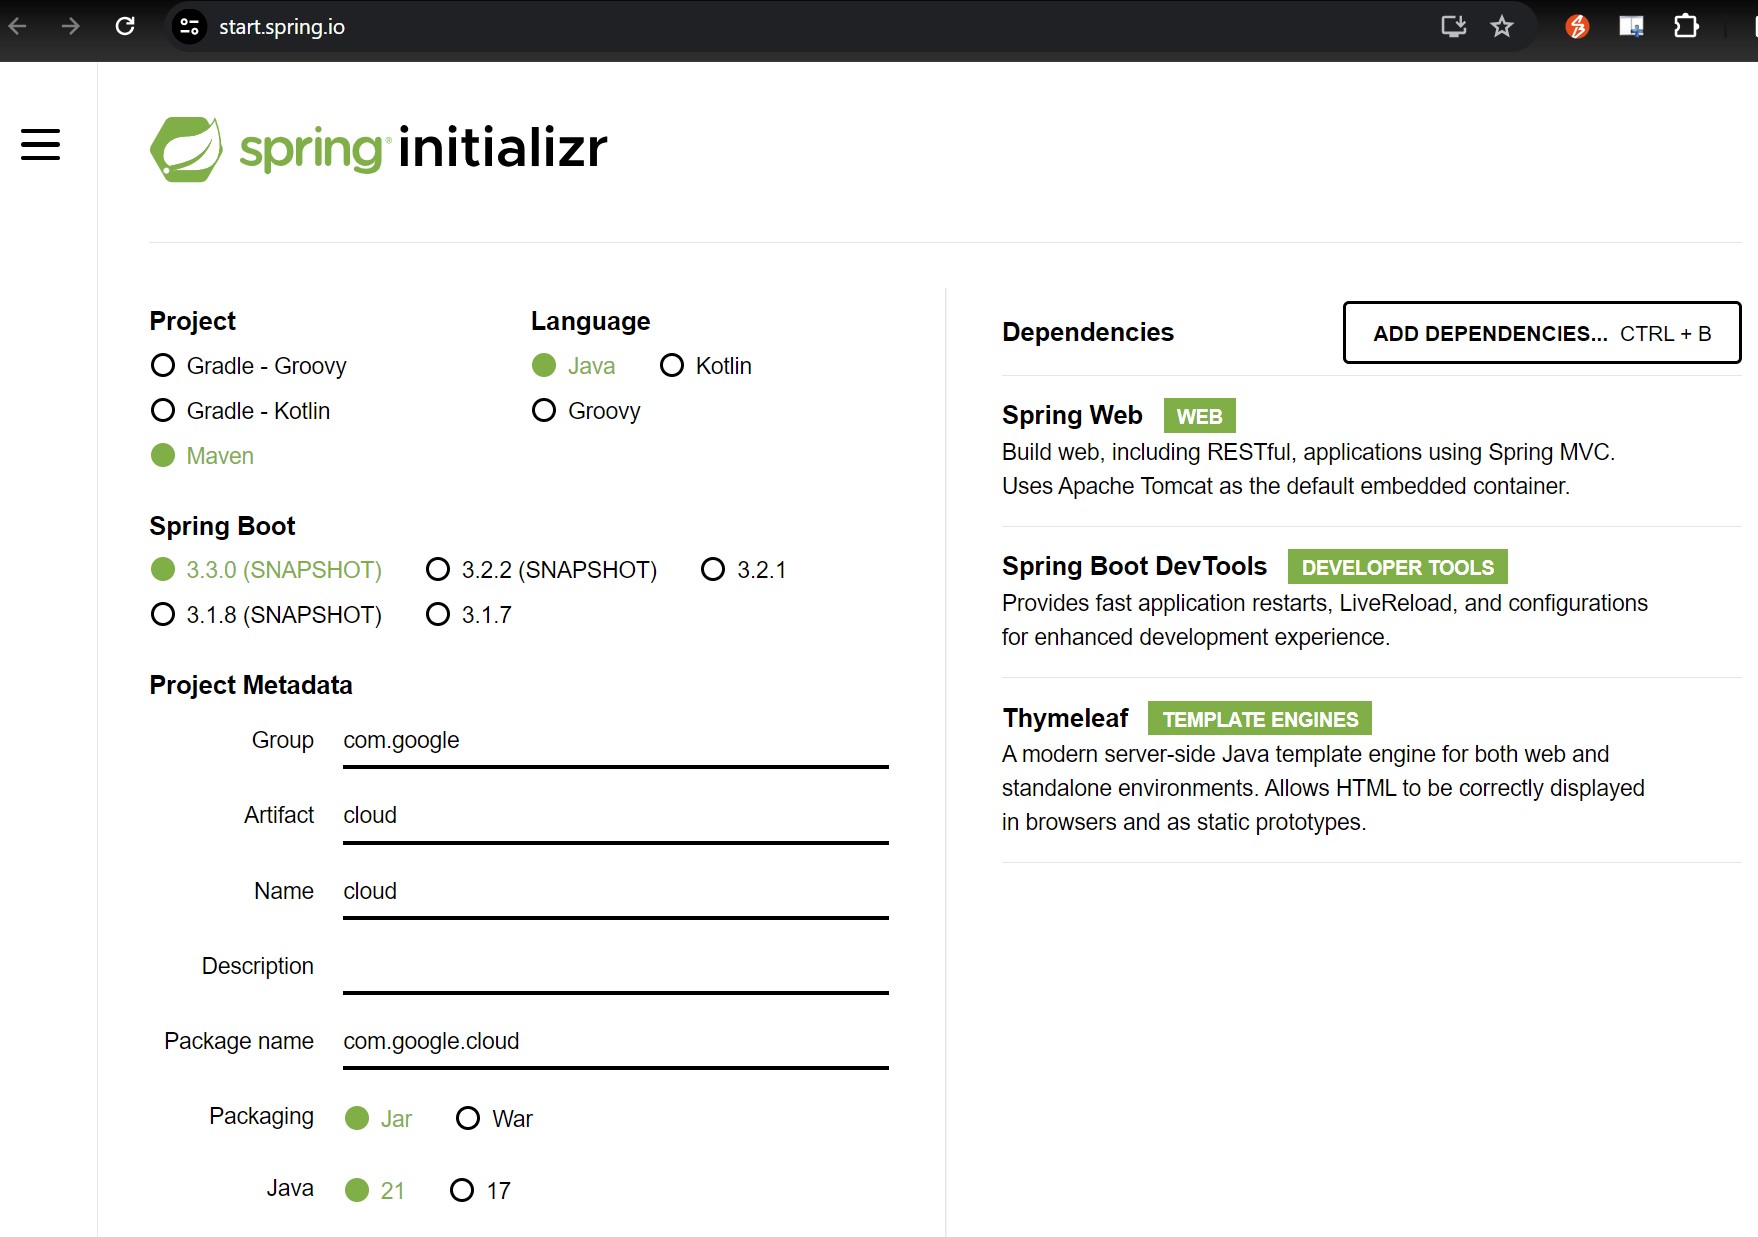 start.spring.io
spring® initializr
Project
Gradle - Groovy
Gradle - Kotlin
Maven
Language
Java Kotlin
Groovy
Spring Boot
3.3.0 (SNAPSHOT) 3.2.2 (SNAPSHOT) 3.2.1
3.1.8 (SNAPSHOT) 3.1.7
Project Metadata
Group com.google
Artifact cloud
Name cloud
Description
Package name com.google.cloud
Packaging Jar War
Java 21 17
Dependencies
ADD DEPENDENCIES... CTRL + B
Spring Web WEB
Build web, including RESTful, applications using Spring MVC.
Uses Apache Tomcat as the default embedded container.
Spring Boot DevTools DEVELOPER TOOLS
Provides fast application restarts, LiveReload, and configurations
for enhanced development experience.
Thymeleaf TEMPLATE ENGINES
A modern server-side Java template engine for both web and
standalone environments. Allows HTML to be correctly displayed
in browsers and as static prototypes.